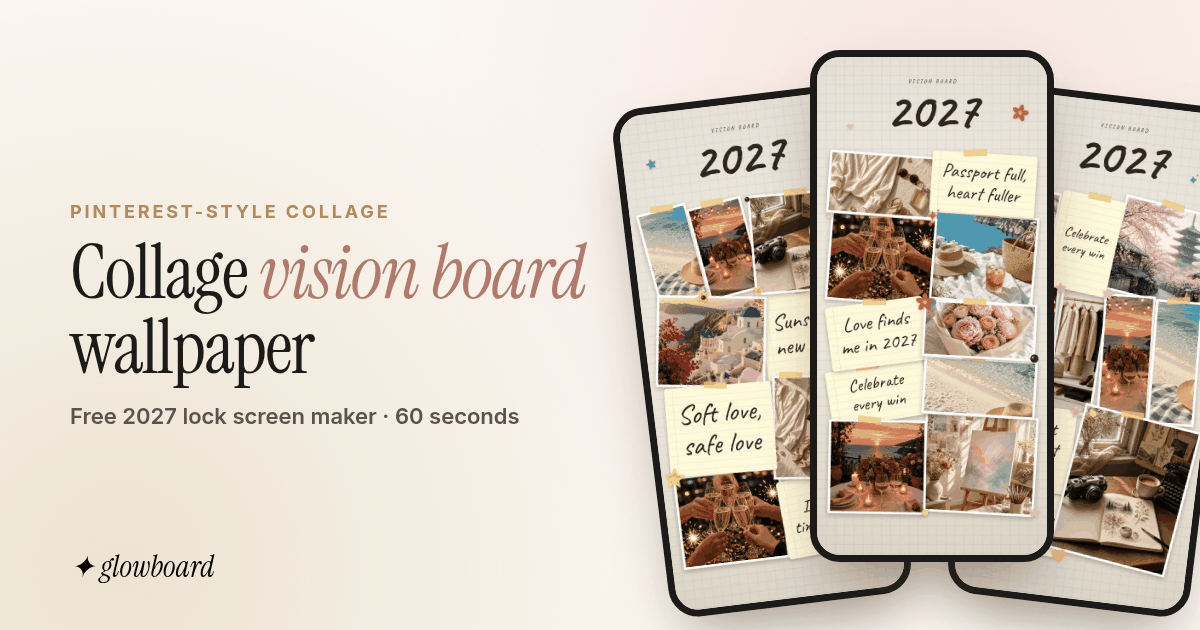 PINTEREST-STYLE COLLAGE
Collage vision board
wallpaper
Free 2027 lock screen maker · 60 seconds
✦ glowboard
VISION BOARD
2027
Soft love,
safe love
VISION BOARD
2027
Passport full,
heart fuller
Love finds
me in 2027
Celebrate
every win
VISION BOARD
2027
Celebrate
every win